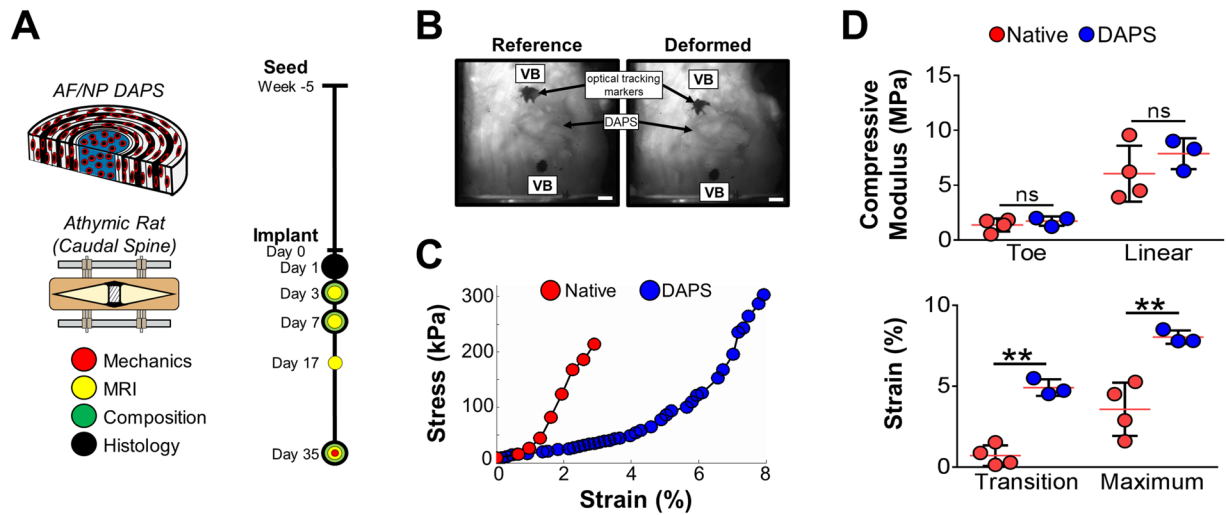 A
AF/NP DAPS
Athymic Rat
(Caudal Spine)
Mechanics
MRI
Composition
Histology
Seed
Week -5
Implant
Day 0
Day 1
Day 3
Day 7
Day 17
Day 35
B
Reference
Deformed
VB
VB
optical tracking
markers
DAPS
VB
VB
C
Native
DAPS
Stress (kPa)
300
200
100
0
0
2
4
6
8
Strain (%)
D
Native
DAPS
Compressive
Modulus (MPa)
15
10
5
0
ns
ns
Toe
Linear
Strain (%)
10
5
0
**
**
Transition
Maximum